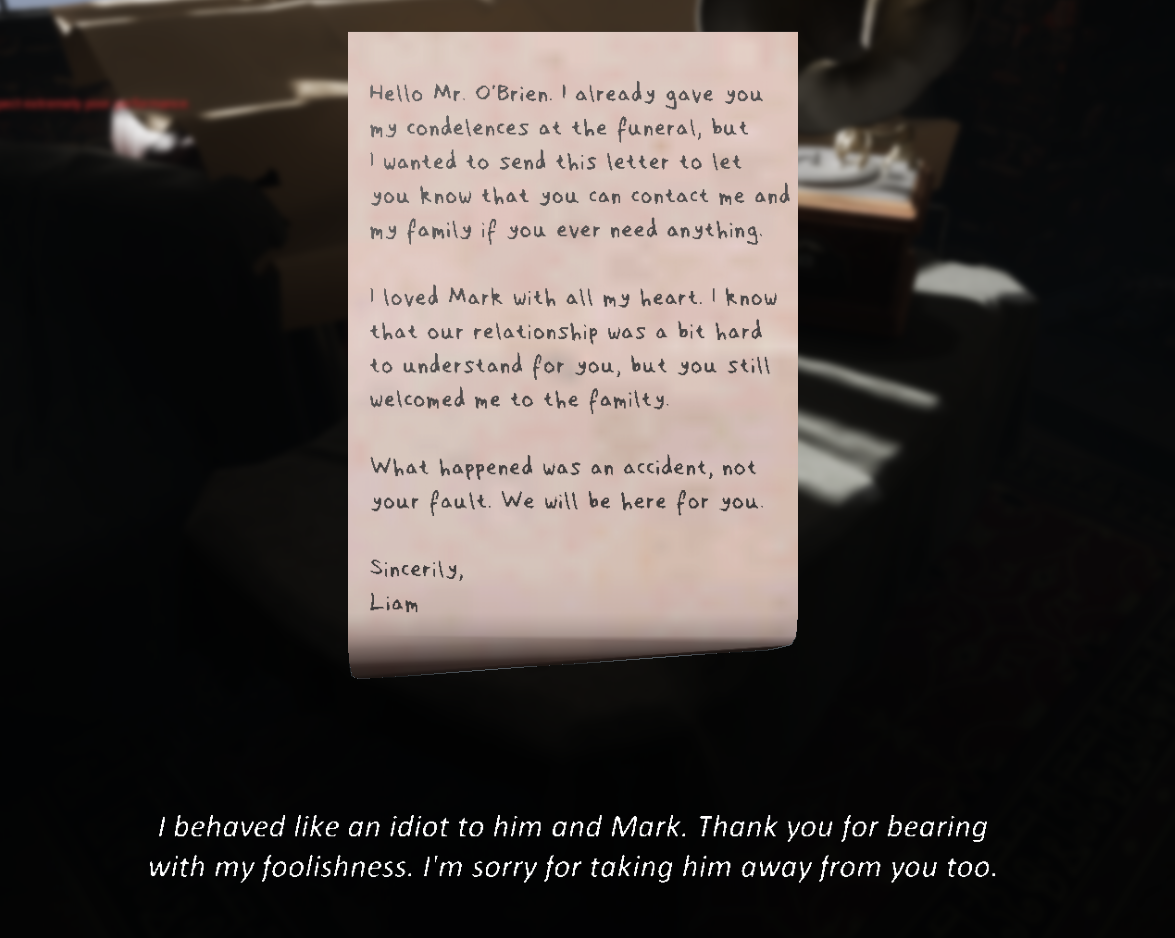 Hello Mr. O'Brien. I already gave you
my condelences at the funeral, but
I wanted to send this letter to let
you know that you can contact me and
my family if you ever need anything.
I loved Mark with all my heart. I know
that our relationship was a bit hard
to understand for you, but you still
welcomed me to the familty.
What happened was an accident, not
your fault. We will be here for you.
Sincerily,
Liam
I behaved like an idiot to him and Mark. Thank you for bearing
with my foolishness. I'm sorry for taking him away from you too.